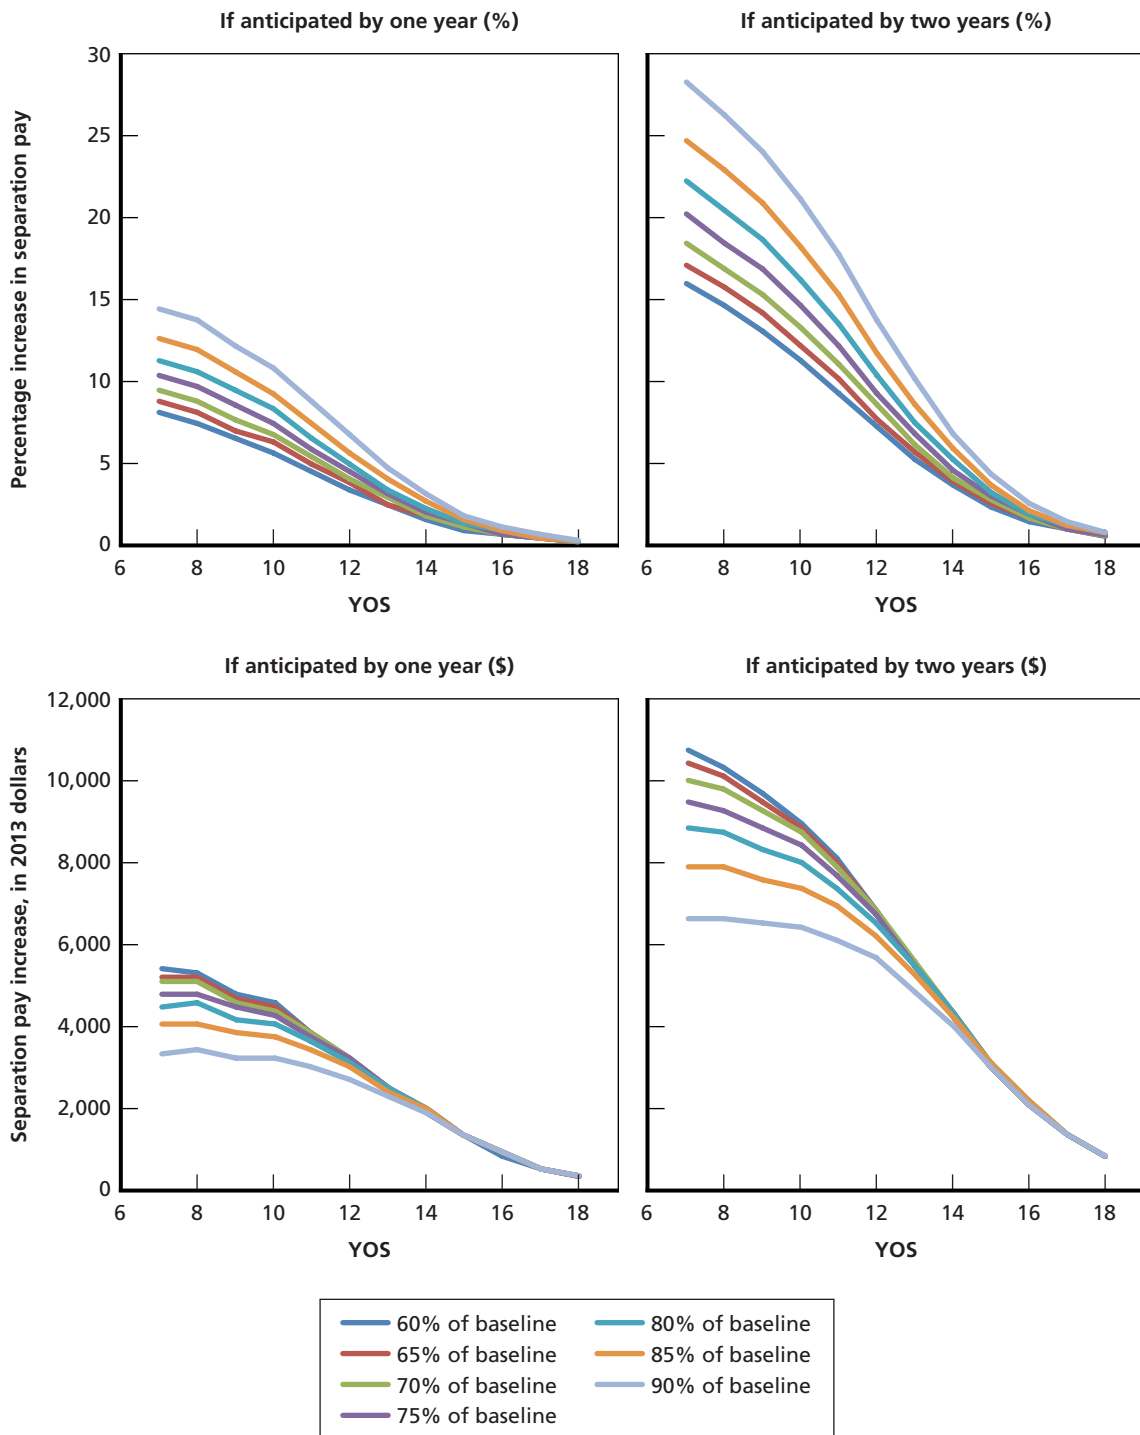 If anticipated by one year (%)
If anticipated by two years (%)
Percentage increase in separation pay
30
25
20
15
10
5
0
6 8 10 12 14 16 18
6 8 10 12 14 16 18
YOS
YOS
If anticipated by one year ($)
If anticipated by two years ($)
Separation pay increase, in 2013 dollars
12,000
10,000
8,000
6,000
4,000
2,000
0
6 8 10 12 14 16 18
6 8 10 12 14 16 18
YOS
YOS
60% of baseline
65% of baseline
70% of baseline
75% of baseline
80% of baseline
85% of baseline
90% of baseline